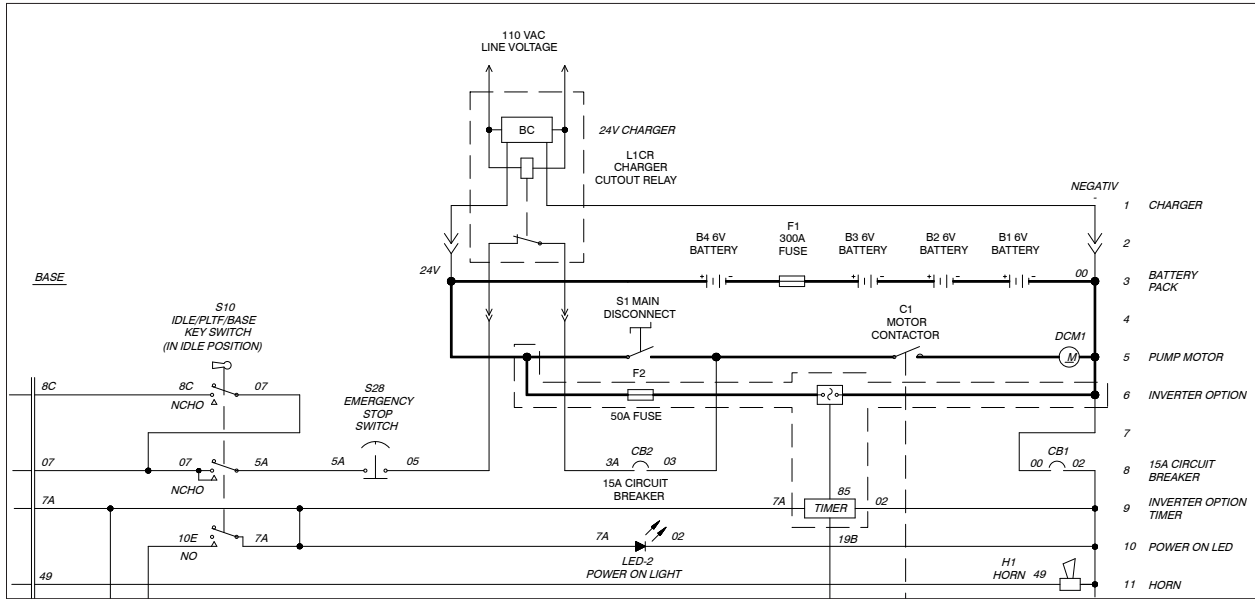 110 VAC
LINE VOLTAGE
BC
24V CHARGER
L1CR
CHARGER
CUTOUT RELAY
NEGATIV
-
1 CHARGER
2
B4 6V
BATTERY
F1
300A
FUSE
B3 6V
BATTERY
B2 6V
BATTERY
B1 6V
BATTERY
24V
+ -
+ -
+ -
+ -
00
3 BATTERY
PACK
BASE
S10
IDLE/PLTF/BASE
KEY SWITCH
(IN IDLE POSITION)
S1 MAIN
DISCONNECT
C1
MOTOR
CONTACTOR
4
DCM1
M
5 PUMP MOTOR
8C
8C
07
NCHO
S28
EMERGENCY
STOP
SWITCH
F2
50A FUSE
6 INVERTER OPTION
7
07
07
5A
NCHO
5A
05
3A
CB2
03
15A CIRCUIT
BREAKER
00
CB1
02
8 15A CIRCUIT
BREAKER
7A
7A
85
TIMER
02
9 INVERTER OPTION
TIMER
10E
7A
NO
7A
02
LED-2
POWER ON LIGHT
19B
10 POWER ON LED
49
H1
HORN 49
11 HORN